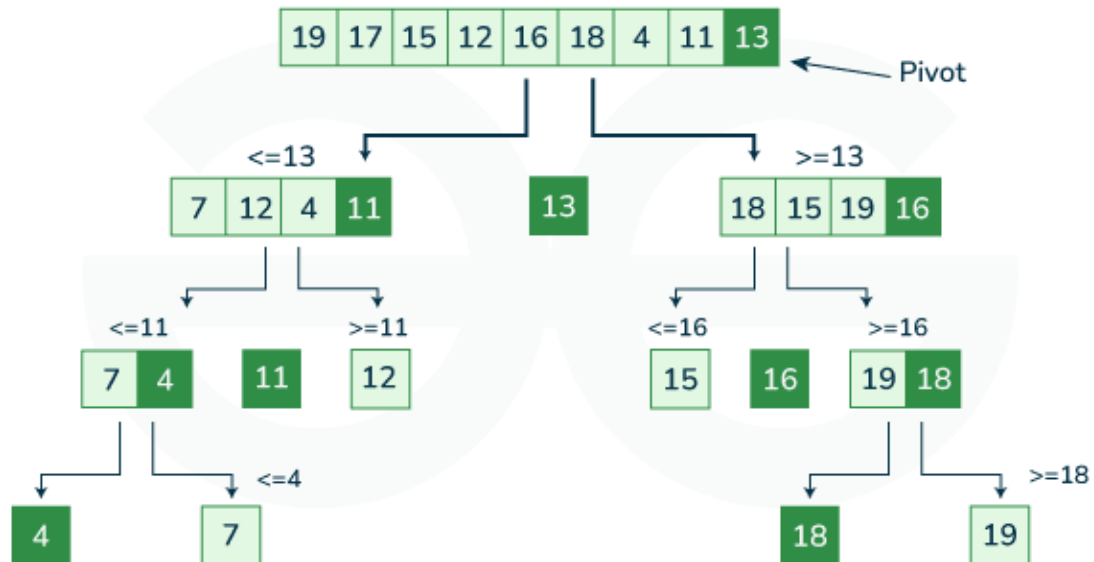 19 17 15 12 16 18 4 11 13
Pivot
<=13 >=13
7 12 4 11 13 18 15 19 16
<=11 >=11 <=16 >=16
7 4 11 12 15 16 19 18
<=4 >=18
4 7 18 19